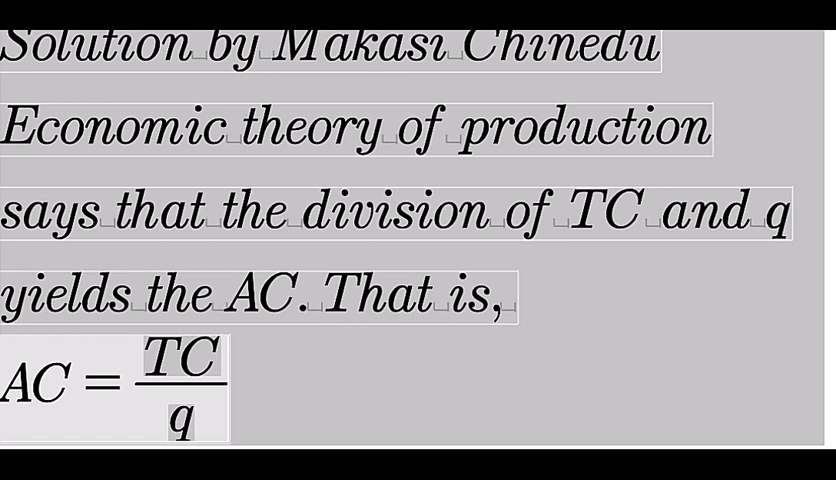 Solution by Makasi Chinedu
Economic theory of production
says that the division of TC and q
yields the AC. That is,
AC = TC/q